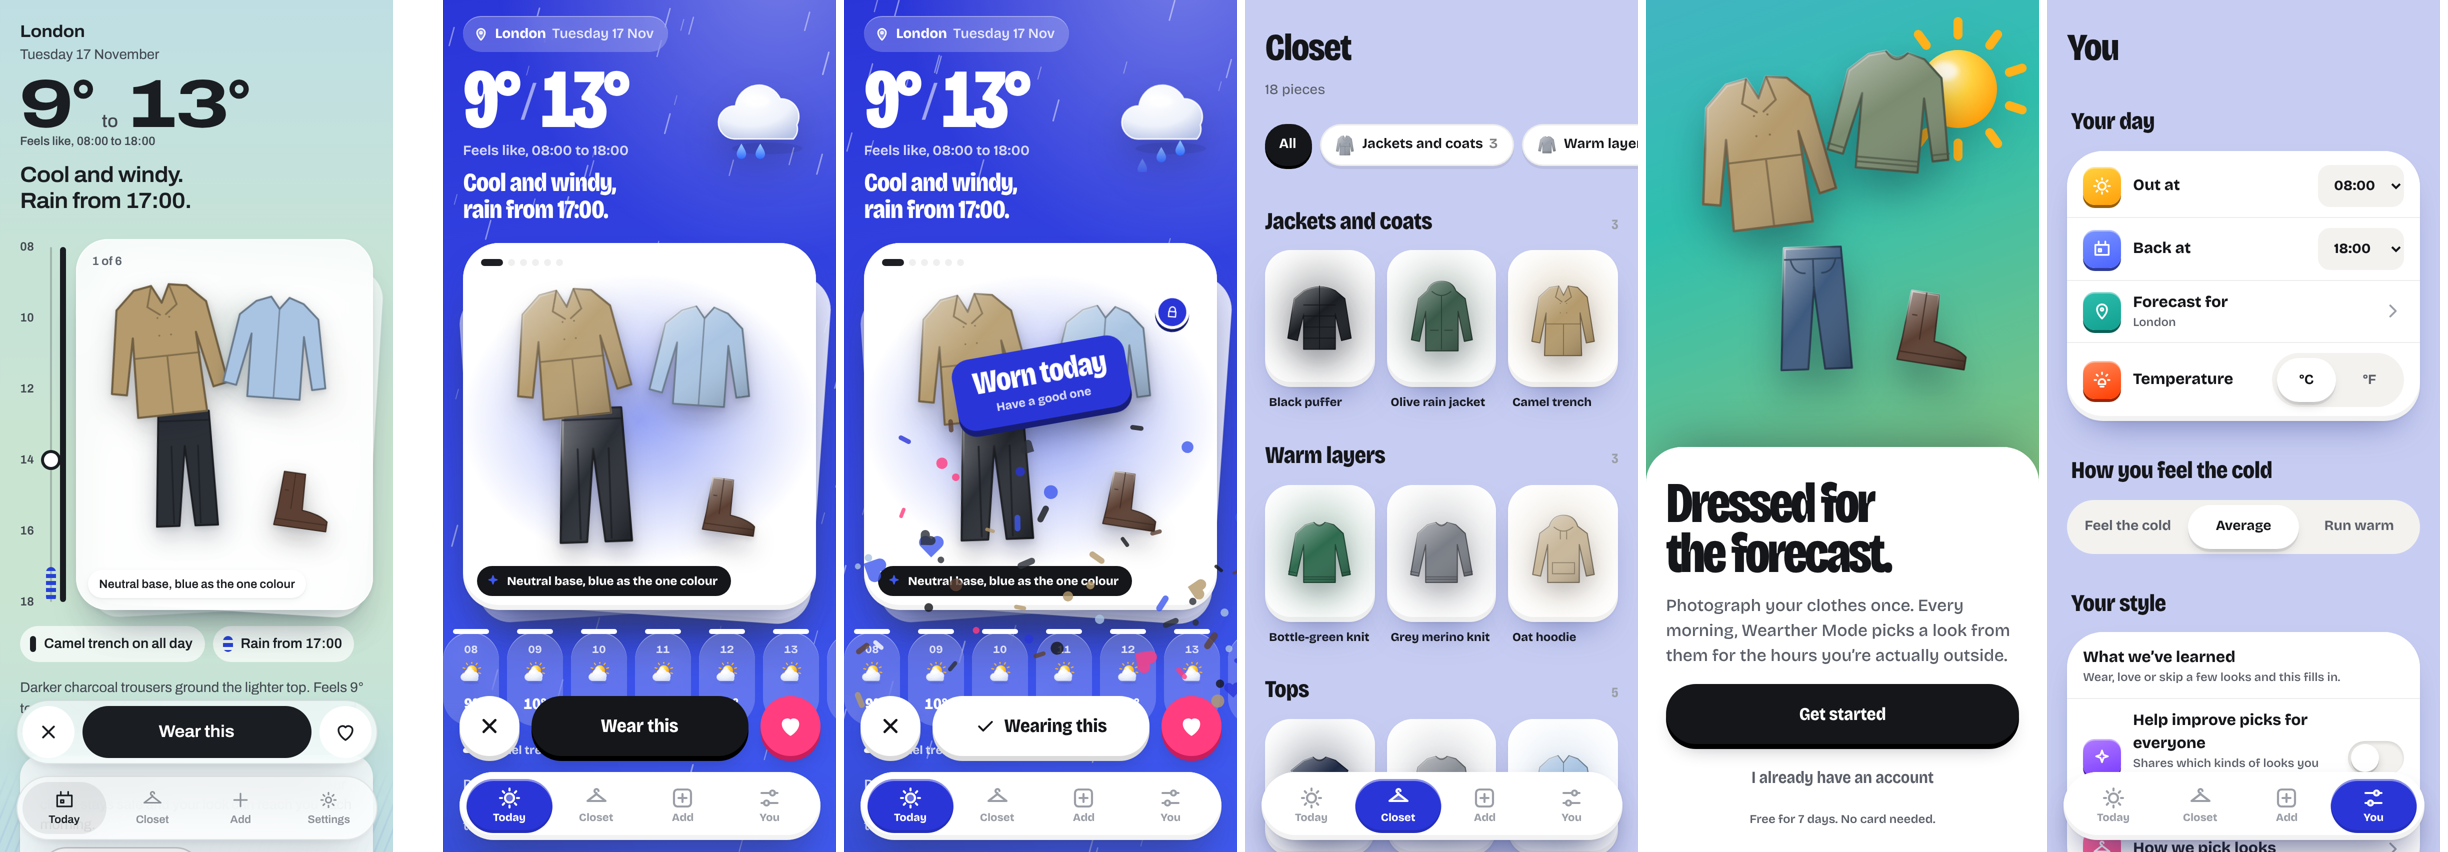 London
Tuesday 17 November
9° to 13°
Feels like, 08:00 to 18:00
Cool and windy.
Rain from 17:00.
08
10
12
14
16
18
1 of 6
Neutral base, blue as the one colour
Camel trench on all day
Rain from 17:00
Darker charcoal trousers ground the lighter top. Feels 9°
Wear this
Today
Closet
Add
Settings
London Tuesday 17 Nov
9°/13°
Feels like, 08:00 to 18:00
Cool and windy,
rain from 17:00.
Neutral base, blue as the one colour
08 09 10 11 12 13
Wear this
Today
Closet
Add
You
London Tuesday 17 Nov
9°/13°
Feels like, 08:00 to 18:00
Cool and windy,
rain from 17:00.
Worn today
Have a good one
Neutral base, blue as the one colour
08 09 10 11 12 13
Wearing this
Today
Closet
Add
You
Closet
18 pieces
All
Jackets and coats 3
Warm layer
Jackets and coats 3
Black puffer
Olive rain jacket
Camel trench
Warm layers 3
Bottle-green knit
Grey merino knit
Oat hoodie
Tops 5
Today
Closet
Add
You
Dressed for
the forecast.
Photograph your clothes once. Every
morning, Wearther Mode picks a look from
them for the hours you're actually outside.
Get started
I already have an account
Free for 7 days. No card needed.
You
Your day
Out at 08:00
Back at 18:00
Forecast for
London
Temperature °C °F
How you feel the cold
Feel the cold
Average
Run warm
Your style
What we've learned
Wear, love or skip a few looks and this fills in.
Help improve picks for
everyone
Shares which kinds of looks you
Today
Closet
Add
You
How we pick looks